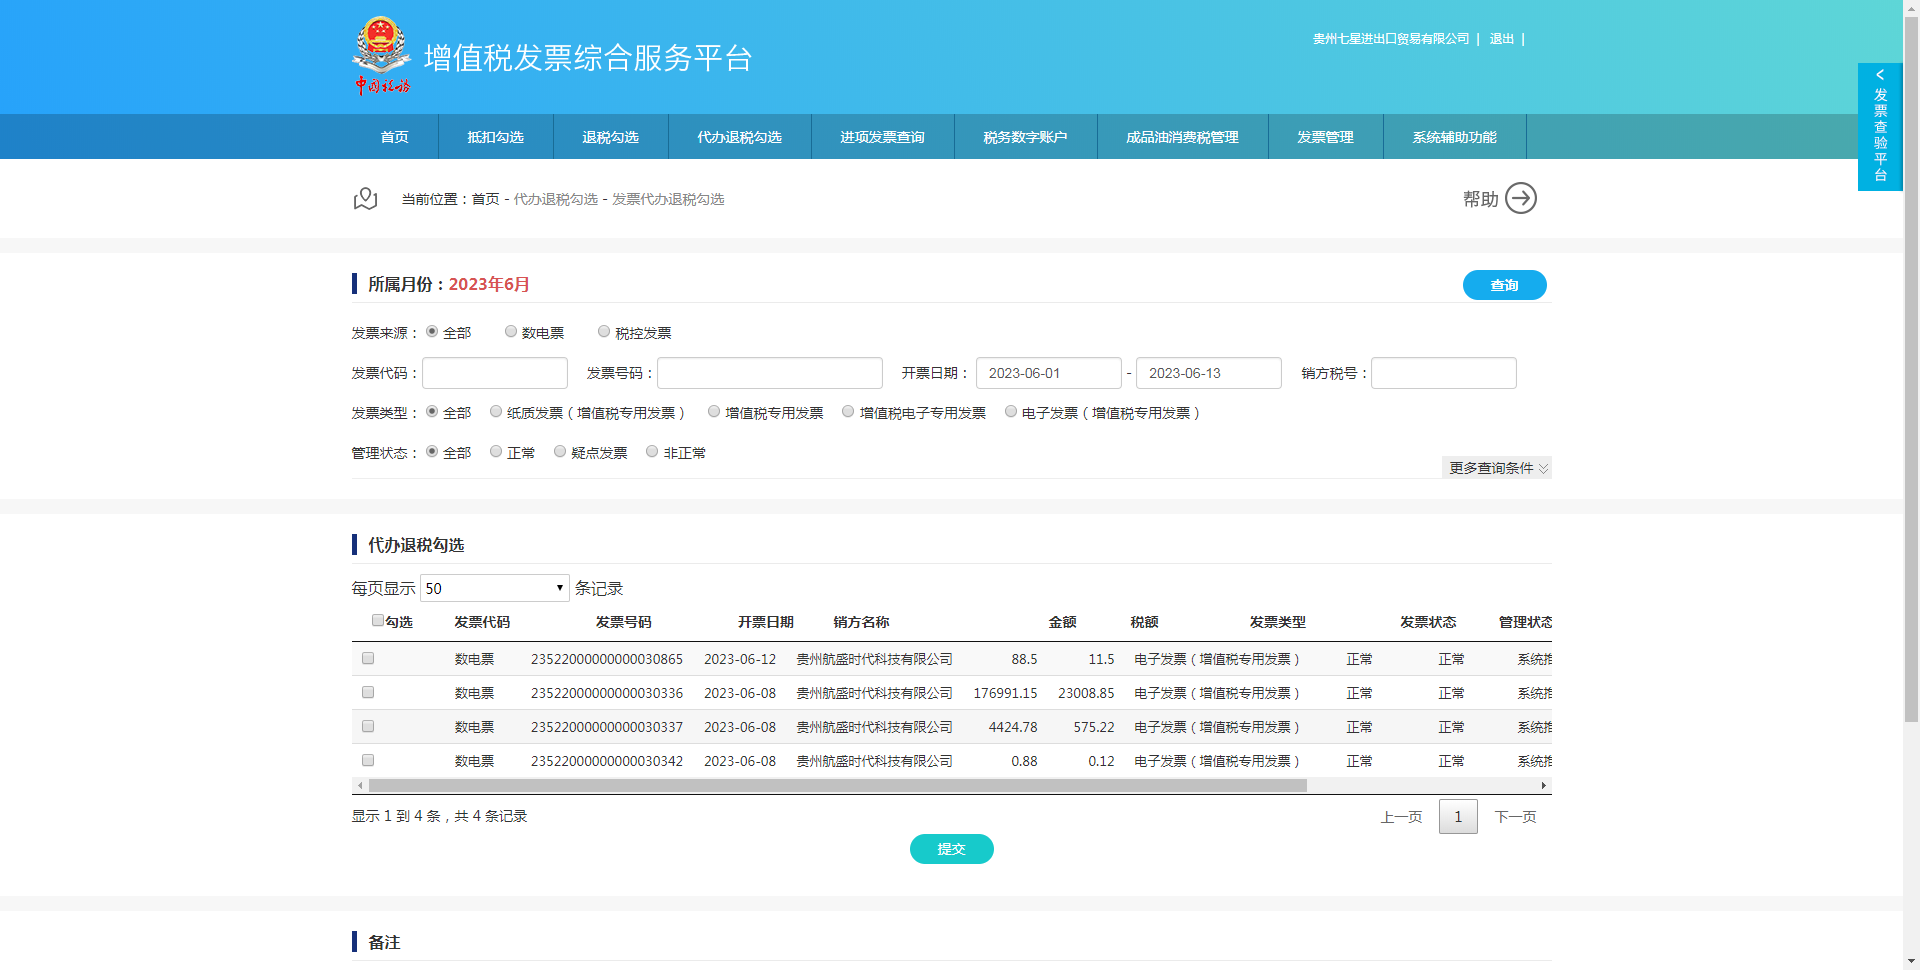 中国税务
增值税发票综合服务平台
贵州七星进出口贸易有限公司 | 退出 |
<
发票查验平台
首页 抵扣勾选 退税勾选 代办退税勾选 进项发票查询 税务数字账户 成品油消费税管理 发票管理 系统辅助功能
当前位置：首页 - 代办退税勾选 - 发票代办退税勾选
帮助
所属月份：2023年6月
查询
发票来源： 全部 数电票 税控发票
发票代码： 发票号码： 开票日期： 2023-06-01 - 2023-06-13 销方税号：
发票类型： 全部 纸质发票（增值税专用发票） 增值税专用发票 增值税电子专用发票 电子发票（增值税专用发票）
管理状态： 全部 正常 疑点发票 非正常
更多查询条件
代办退税勾选
每页显示 50 条记录
勾选 发票代码 发票号码 开票日期 销方名称 金额 税额 发票类型 发票状态 管理状态
数电票 23522000000000030865 2023-06-12 贵州航盛时代科技有限公司 88.5 11.5 电子发票（增值税专用发票） 正常 正常 系统推
数电票 23522000000000030336 2023-06-08 贵州航盛时代科技有限公司 176991.15 23008.85 电子发票（增值税专用发票） 正常 正常 系统推
数电票 23522000000000030337 2023-06-08 贵州航盛时代科技有限公司 4424.78 575.22 电子发票（增值税专用发票） 正常 正常 系统推
数电票 23522000000000030342 2023-06-08 贵州航盛时代科技有限公司 0.88 0.12 电子发票（增值税专用发票） 正常 正常 系统推
显示 1 到 4 条，共 4 条记录
上一页 1 下一页
提交
备注